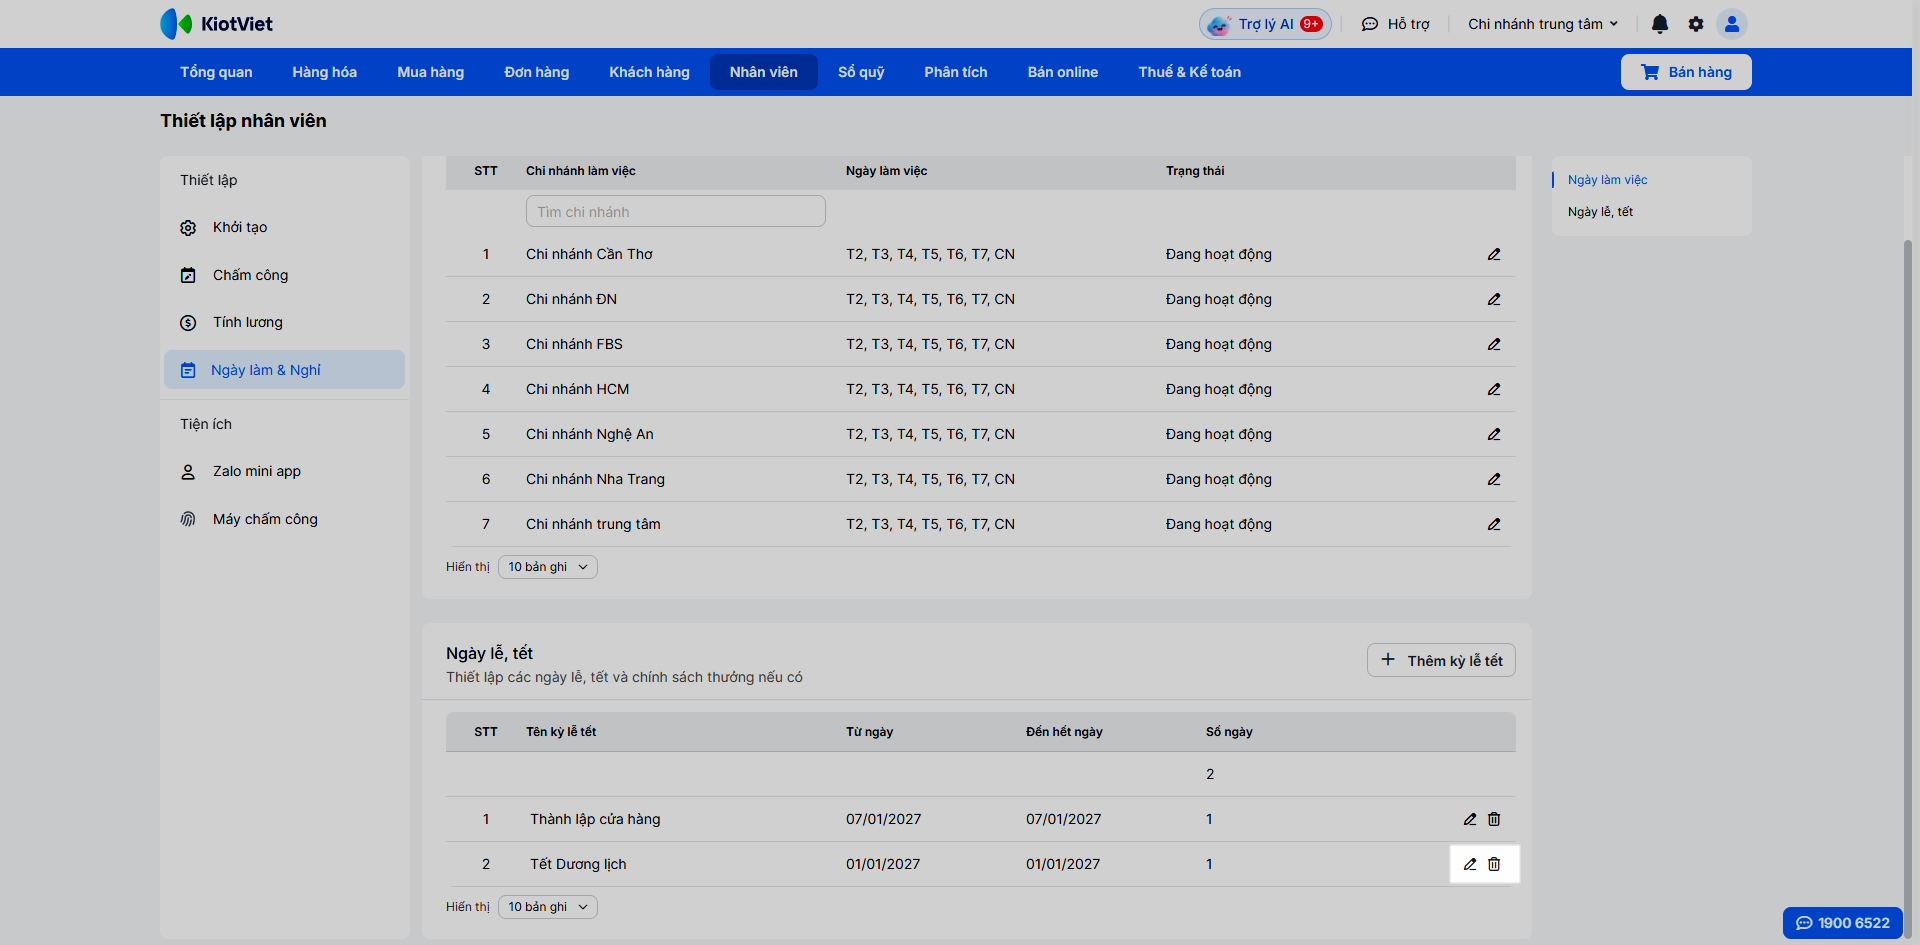 KiotViet
Trợ lý AI 9+
Hỗ trợ
Chi nhánh trung tâm
Tổng quan
Hàng hóa
Mua hàng
Đơn hàng
Khách hàng
Nhân viên
Sổ quỹ
Phân tích
Bán online
Thuế & Kế toán
Bán hàng
Thiết lập nhân viên
Thiết lập
Khởi tạo
Chấm công
Tính lương
Ngày làm & Nghỉ
Tiện ích
Zalo mini app
Máy chấm công
STT Chi nhánh làm việc Ngày làm việc Trạng thái
Tìm chi nhánh
1 Chi nhánh Cần Thơ T2, T3, T4, T5, T6, T7, CN Đang hoạt động
2 Chi nhánh ĐN T2, T3, T4, T5, T6, T7, CN Đang hoạt động
3 Chi nhánh FBS T2, T3, T4, T5, T6, T7, CN Đang hoạt động
4 Chi nhánh HCM T2, T3, T4, T5, T6, T7, CN Đang hoạt động
5 Chi nhánh Nghệ An T2, T3, T4, T5, T6, T7, CN Đang hoạt động
6 Chi nhánh Nha Trang T2, T3, T4, T5, T6, T7, CN Đang hoạt động
7 Chi nhánh trung tâm T2, T3, T4, T5, T6, T7, CN Đang hoạt động
Hiển thị 10 bản ghi
Ngày lễ, tết
Thiết lập các ngày lễ, tết và chính sách thưởng nếu có
Thêm kỳ lễ tết
STT Tên kỳ lễ tết Từ ngày Đến hết ngày Số ngày
2
1 Thành lập cửa hàng 07/01/2027 07/01/2027 1
2 Tết Dương lịch 01/01/2027 01/01/2027 1
Hiển thị 10 bản ghi
Ngày làm việc
Ngày lễ, tết
1900 6522